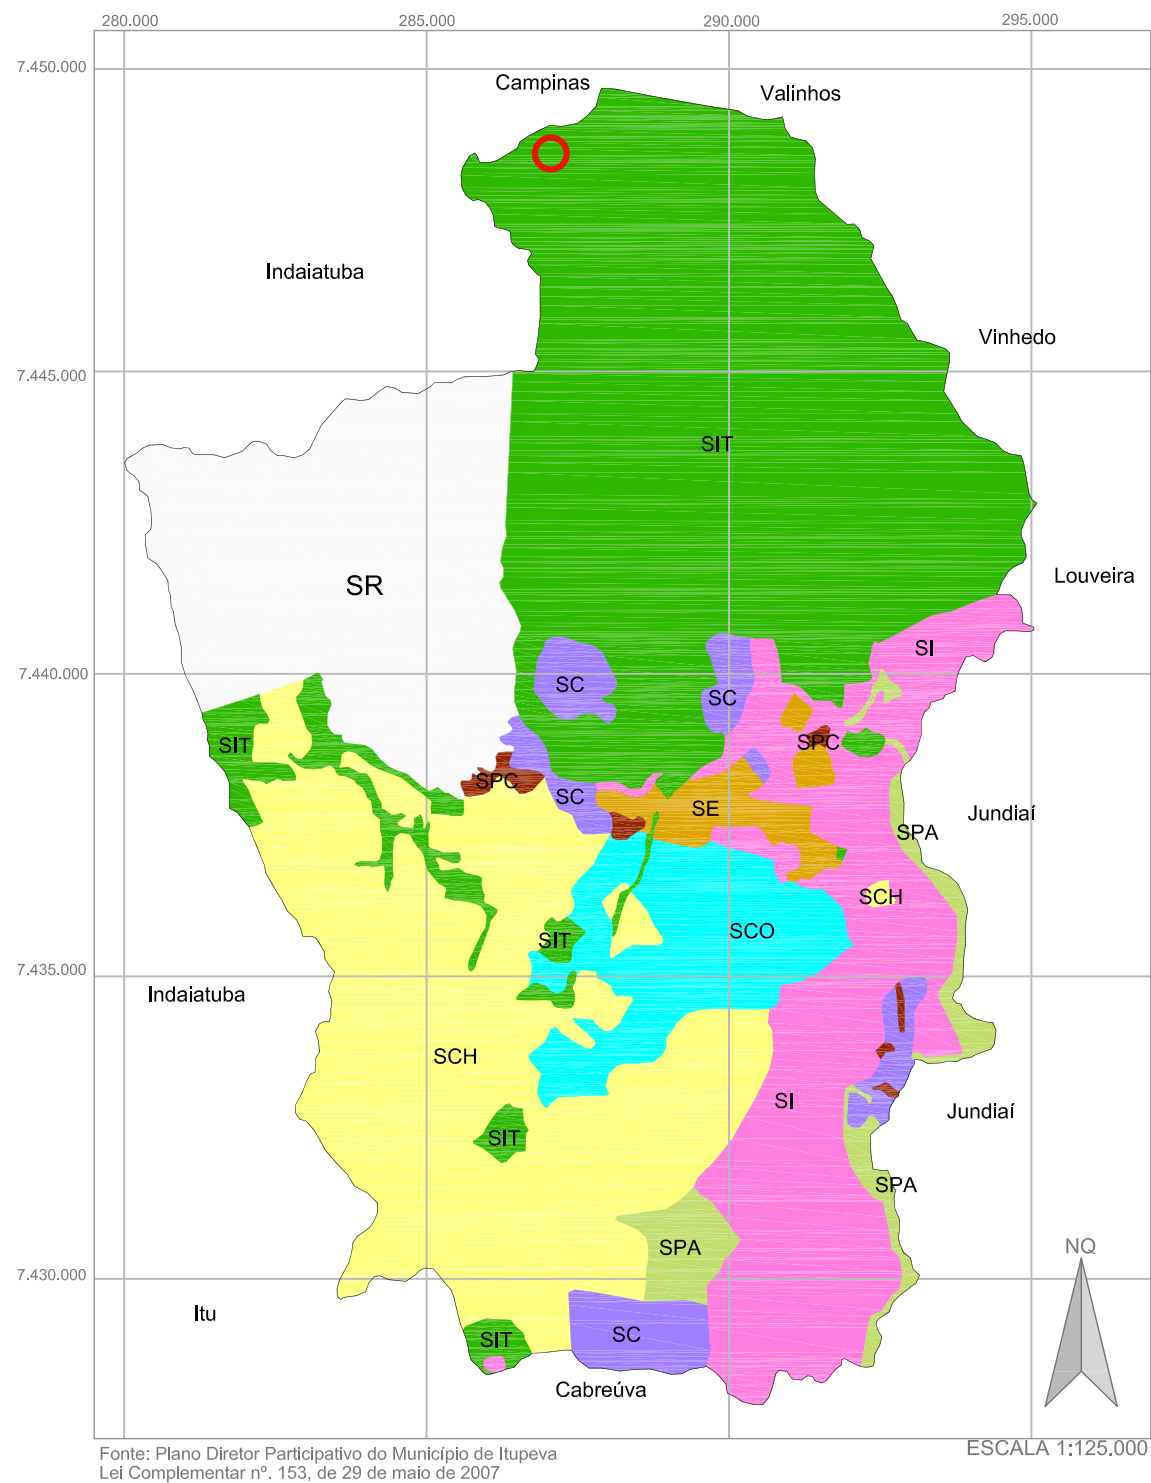 280.000
285.000
290.000
295.000
7.450.000
Campinas
Valinhos
Indaiatuba
Vinhedo
7.445.000
SIT
Louveira
SR
SI
7.440.000
SC
SC
SIT
SPC
SPC
SC
SE
Jundiaí
SPA
SCH
SCO
SIT
7.435.000
Indaiatuba
SCH
SI
Jundiaí
SIT
SPA
SPA
NQ
7.430.000
Itu
SC
SIT
Cabreúva
ESCALA 1:125.000
Fonte: Plano Diretor Participativo do Município de Itupeva
Lei Complementar nº. 153, de 29 de maio de 2007